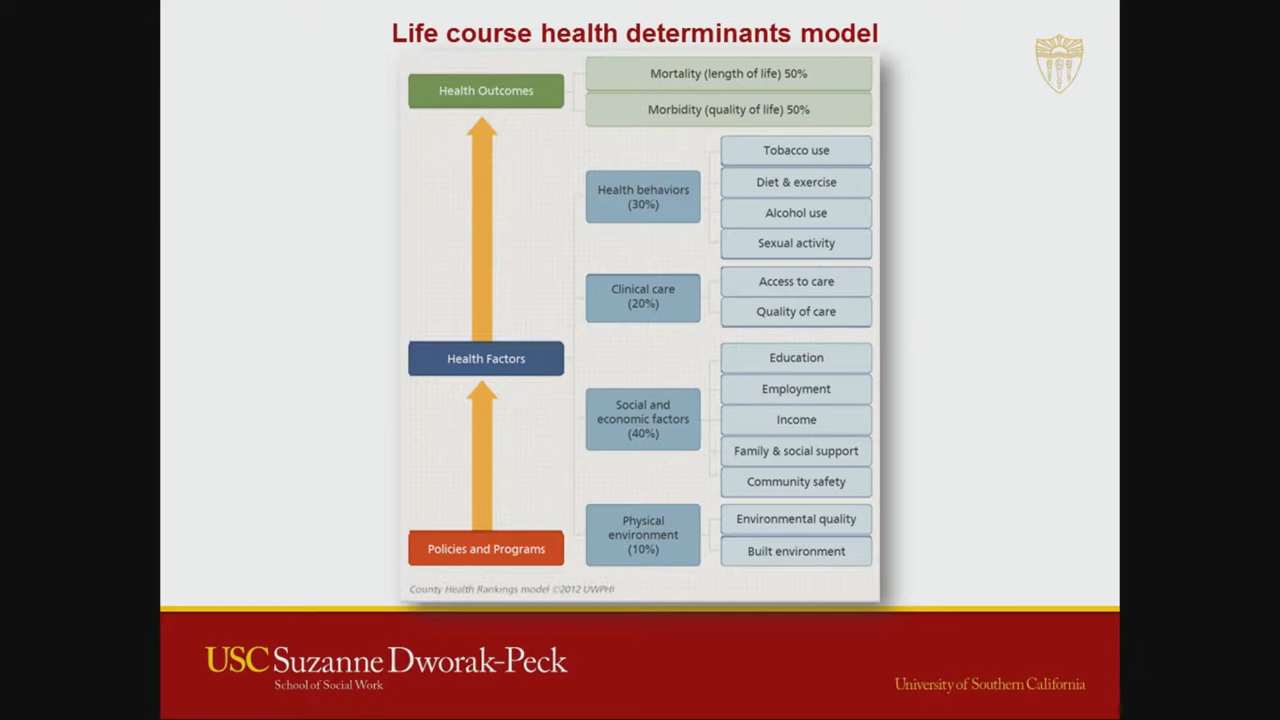 Life course health determinants model
Health Outcomes
Mortality (length of life) 50%
Morbidity (quality of life) 50%
Health behaviors
(30%)
Tobacco use
Diet & exercise
Alcohol use
Sexual activity
Clinical care
(20%)
Access to care
Quality of care
Health Factors
Social and
economic factors
(40%)
Education
Employment
Income
Family & social support
Community safety
Policies and Programs
Physical
environment
(10%)
Environmental quality
Built environment
County Health Rankings model ©2012 UWPHI
USC Suzanne Dworak-Peck
School of Social Work
University of Southern California